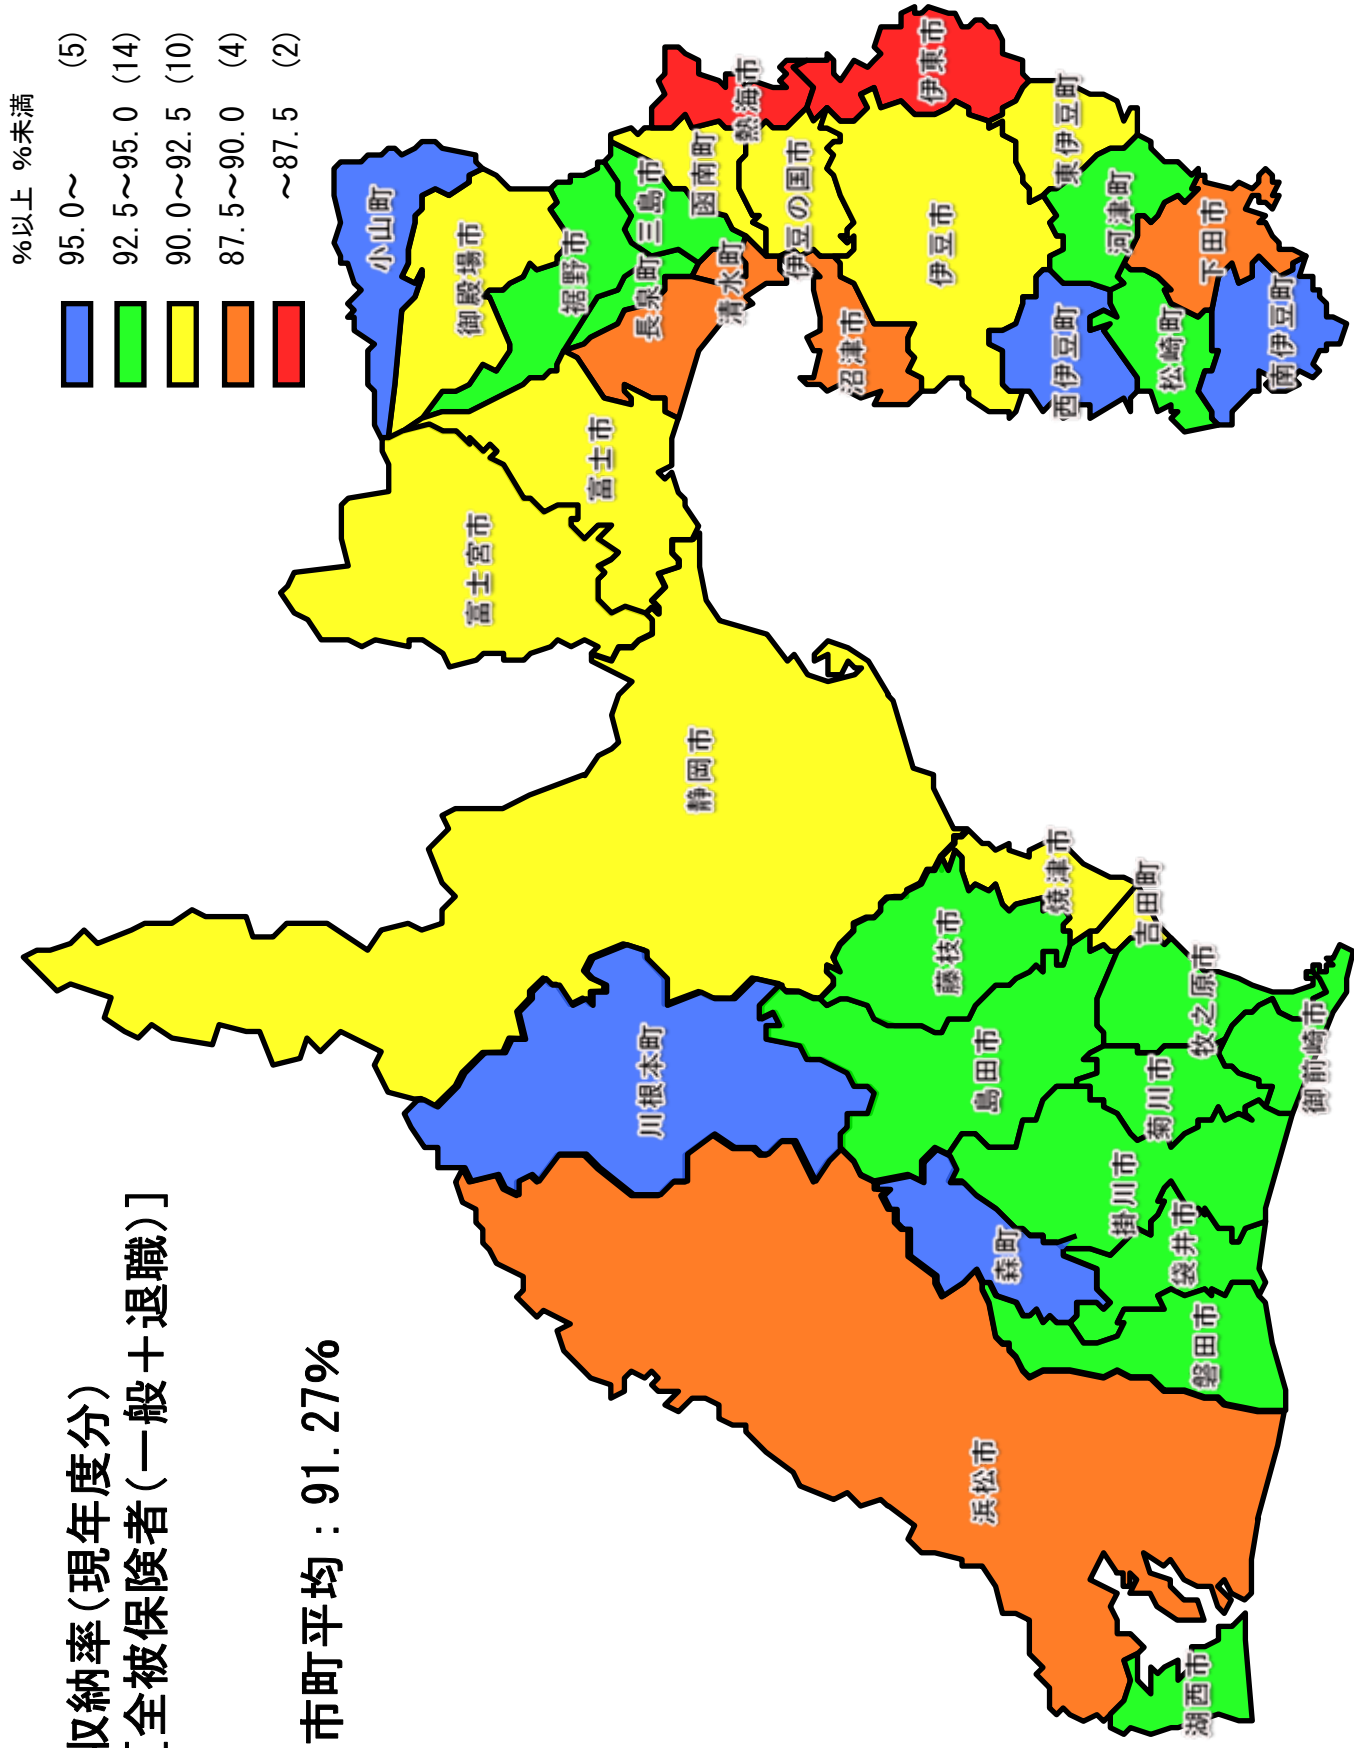 収納率(現年度分)
[全被保険者(一般＋退職)]
市町平均：91.27%
%以上 %未満
95.0～ (5)
92.5～95.0 (14)
90.0～92.5 (10)
87.5～90.0 (4)
～87.5 (2)
小山町
御殿場市
裾野市
三島市
函南町
熱海市
長泉町
清水町
伊豆の国市
沼津市
伊東市
伊豆市
東伊豆町
河津町
西伊豆町
松崎町
下田市
南伊豆町
富士市
富士宮市
静岡市
焼津市
吉田町
藤枝市
牧之原市
御前崎市
島田市
川根本町
菊川市
掛川市
袋井市
森町
磐田市
浜松市
湖西市